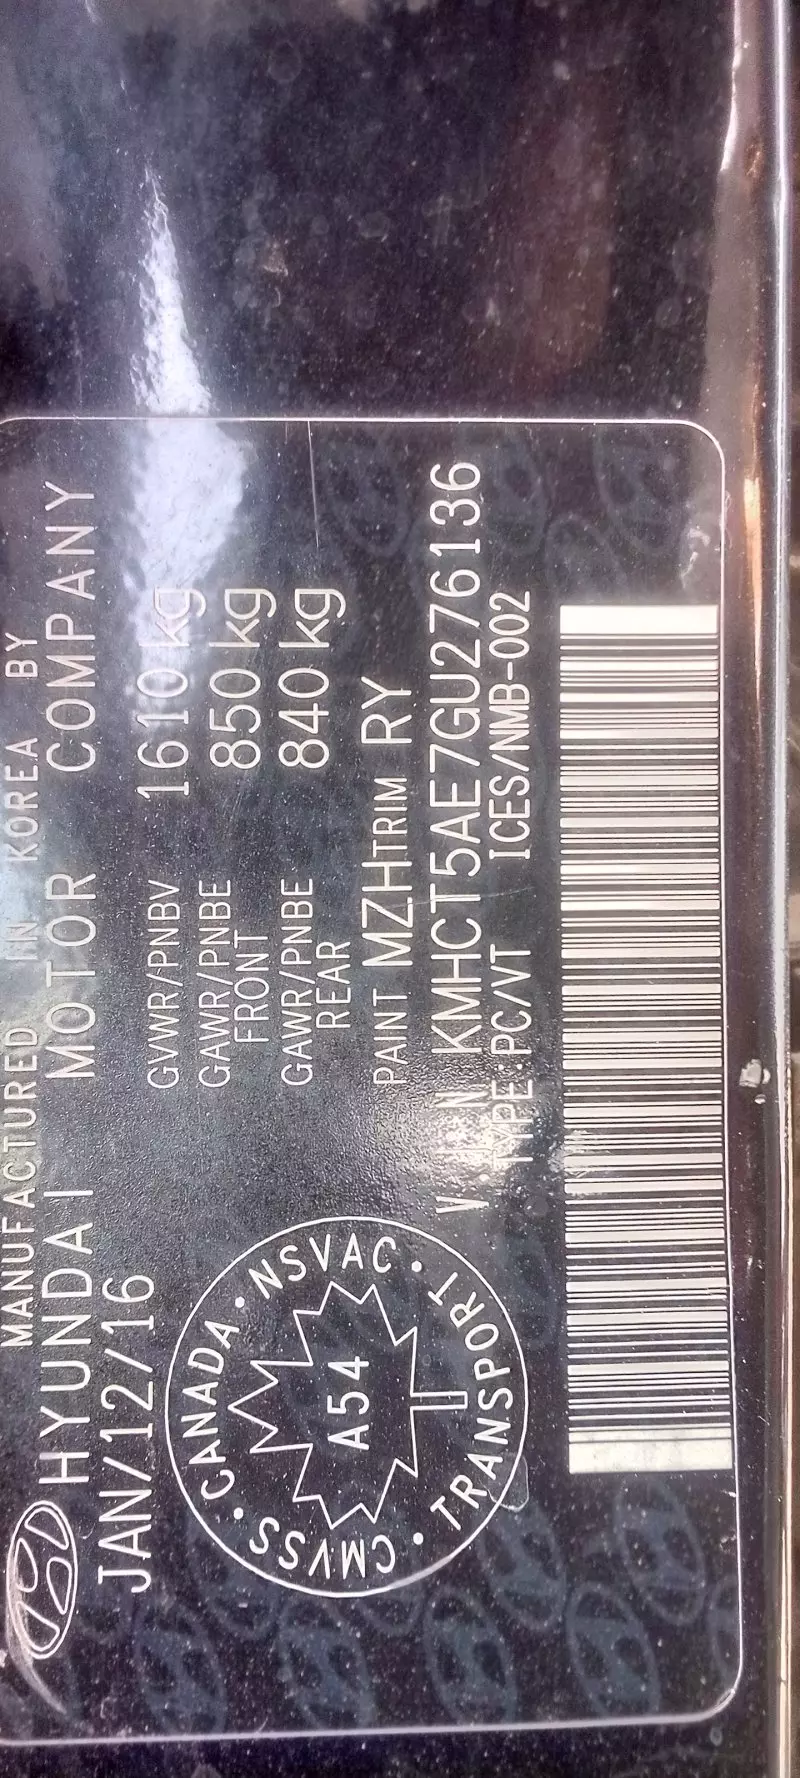 MANUFACTURED IN KOREA BY
HYUNDAI MOTOR COMPANY
JAN/12/16
GVWR/PNBV 1610 kg
GAWR/PNBE FRONT 850 kg
GAWR/PNBE REAR 840 kg
PAINT MZH TRIM RY
V.I.N. KMHCT5AE7GU276136
TYPE:PC/VT ICES/NMB-002
CMVSS · CANADA · NSVAC · TRANSPORT ·
A54